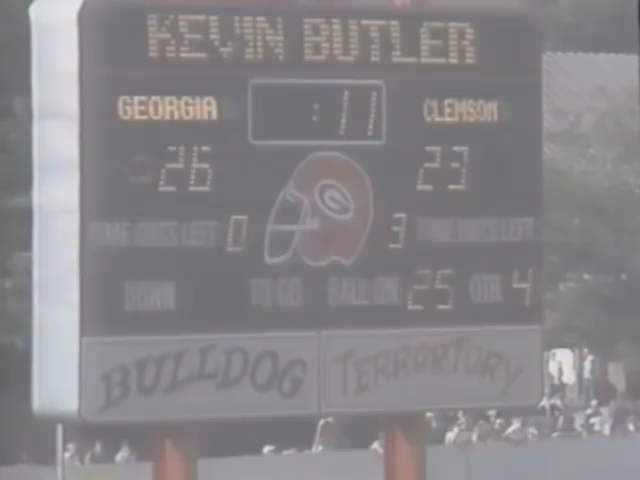 KEVIN BUTLER
GEORGIA :11 CLEMSON
26 23
TIME OUTS LEFT 0 3 TIME OUTS LEFT
DOWN TO GO BALL ON 25 QTR 4
BULLDOG TERRORTORY